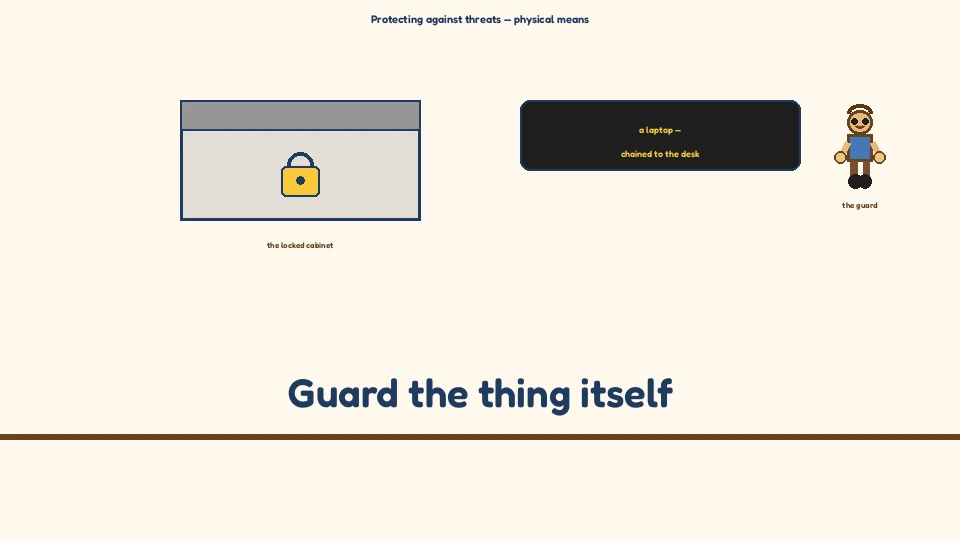 Protecting against threats — physical means
a laptop —
chained to the desk
the guard
the locked cabinet
Guard the thing itself